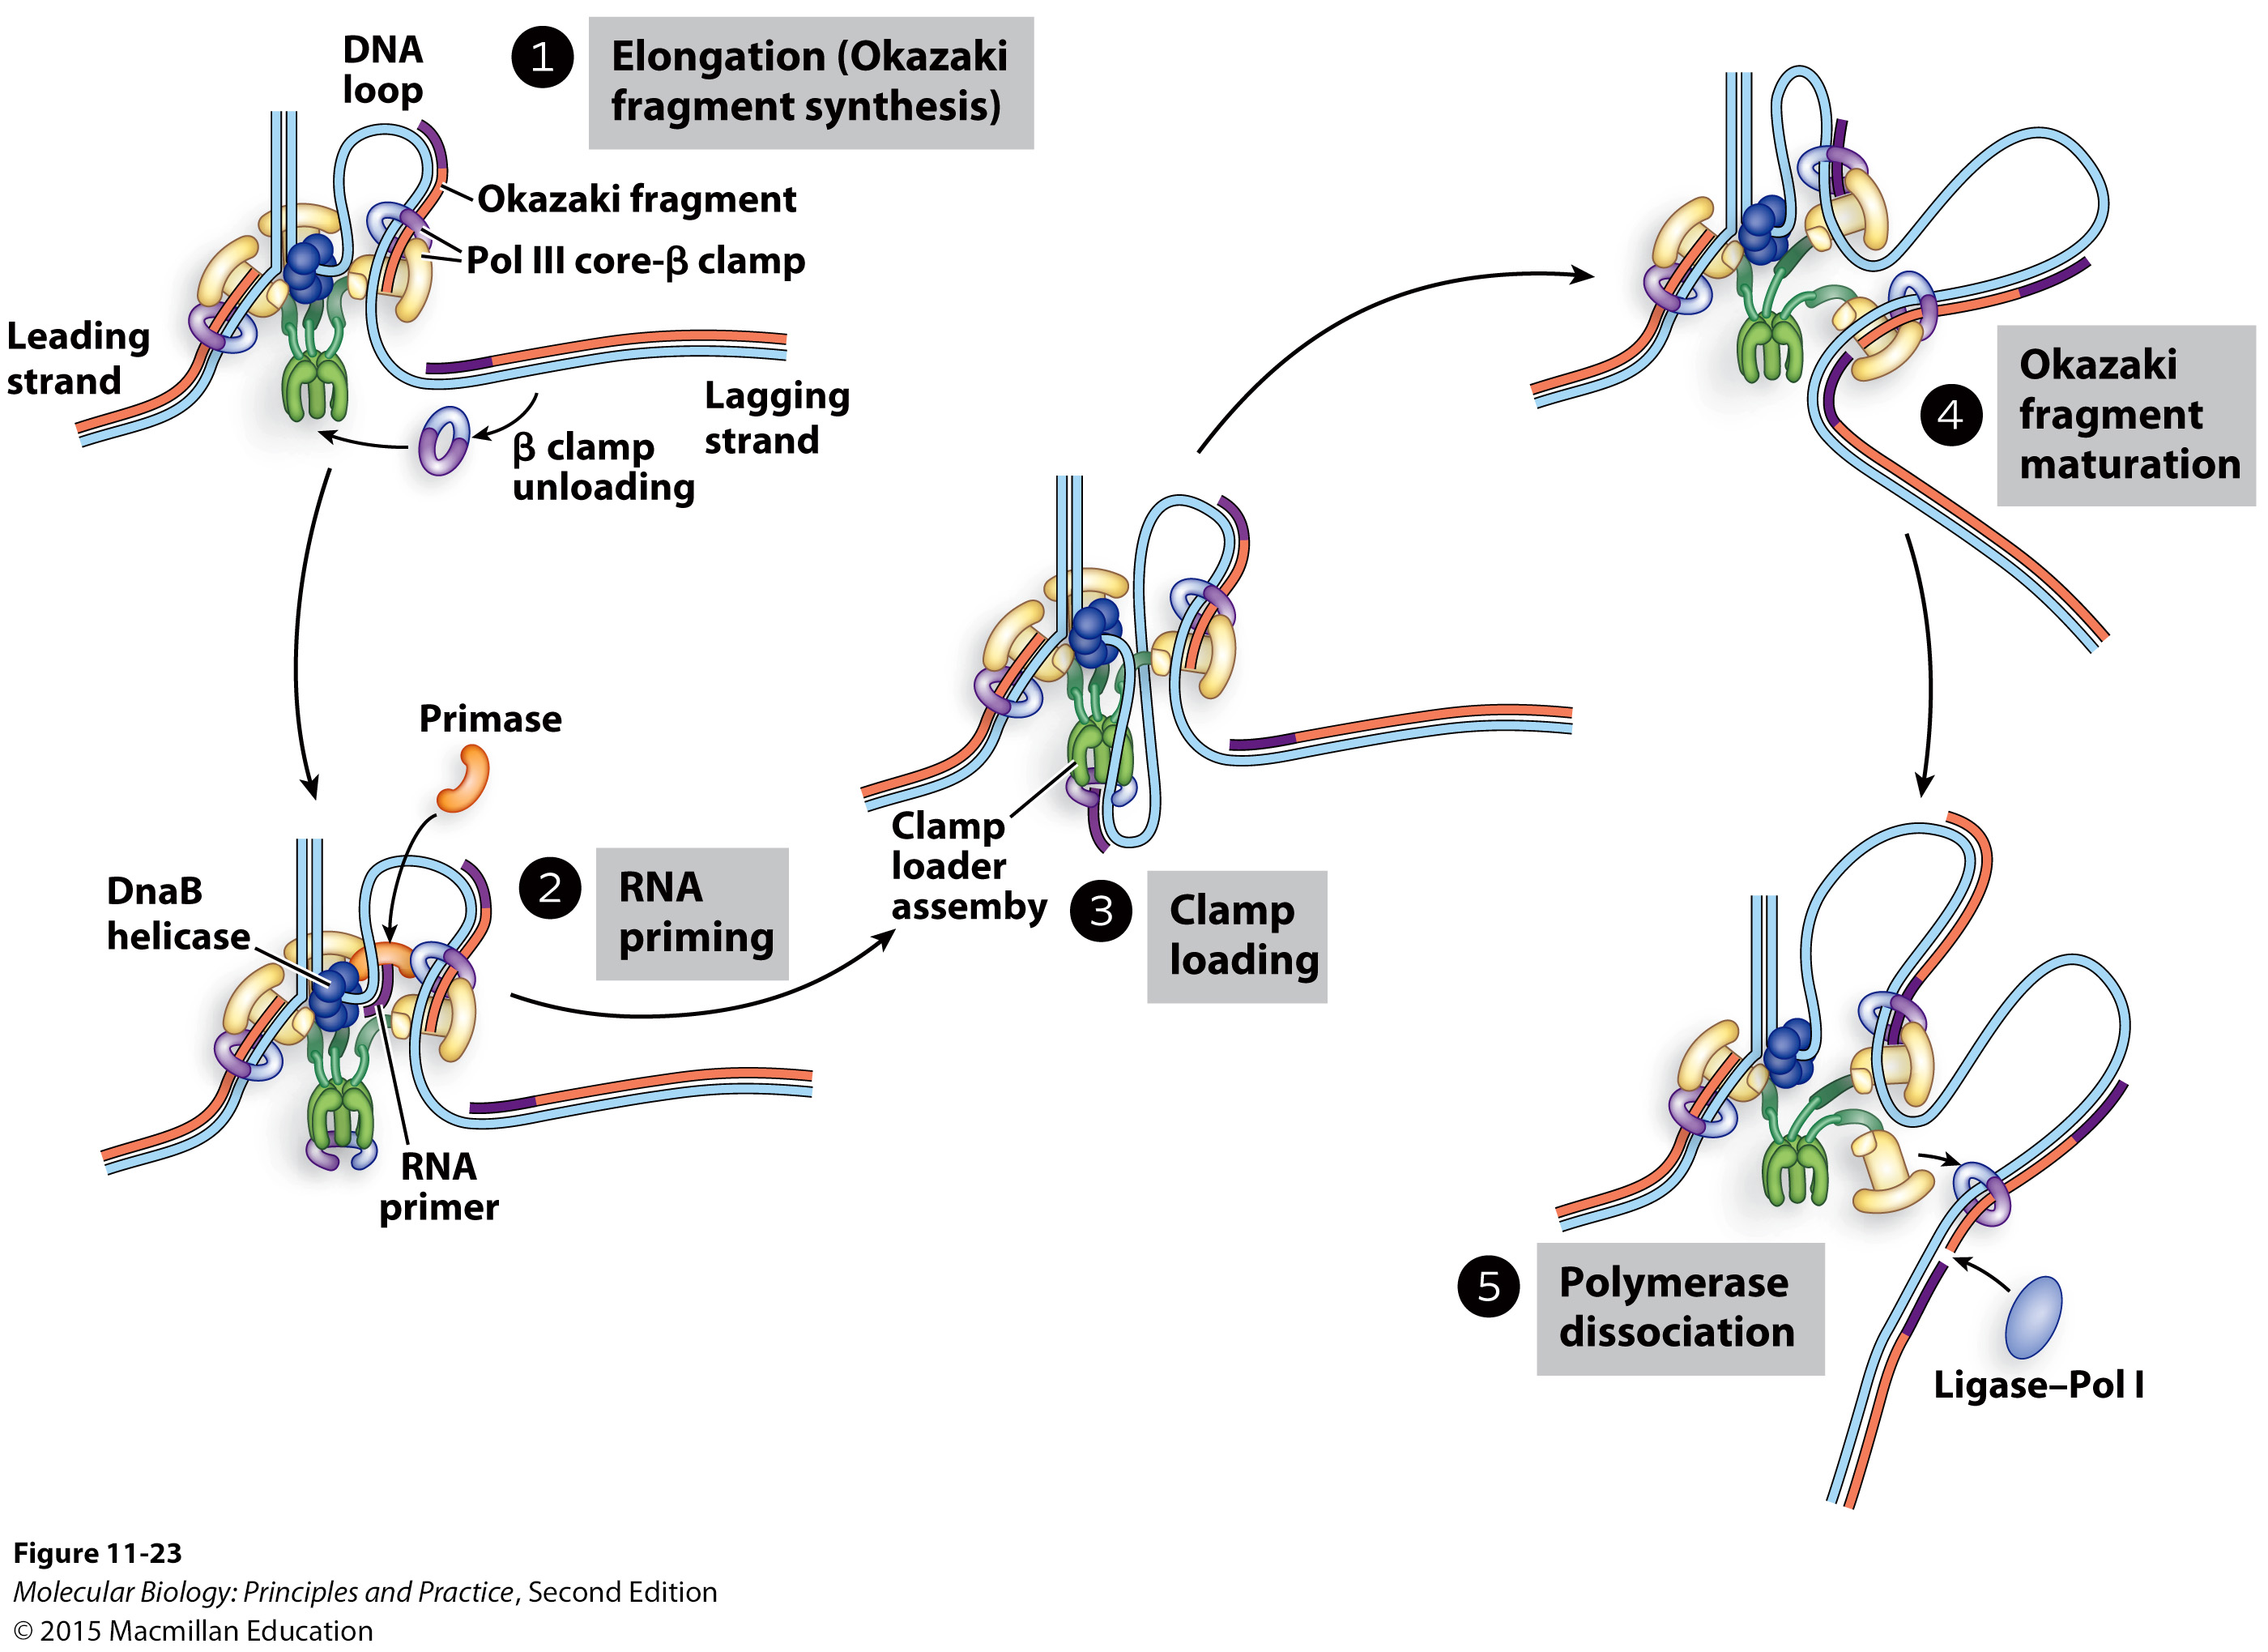 DNA
loop
1
Elongation (Okazaki
fragment synthesis)
Okazaki fragment
Pol III core-β clamp
Leading
strand
Lagging
strand
β clamp
unloading
Primase
DnaB
helicase
2
RNA
priming
RNA
primer
Clamp
loader
assemby
3
Clamp
loading
4
Okazaki
fragment
maturation
5
Polymerase
dissociation
Ligase–Pol I
Figure 11-23
Molecular Biology: Principles and Practice, Second Edition
© 2015 Macmillan Education